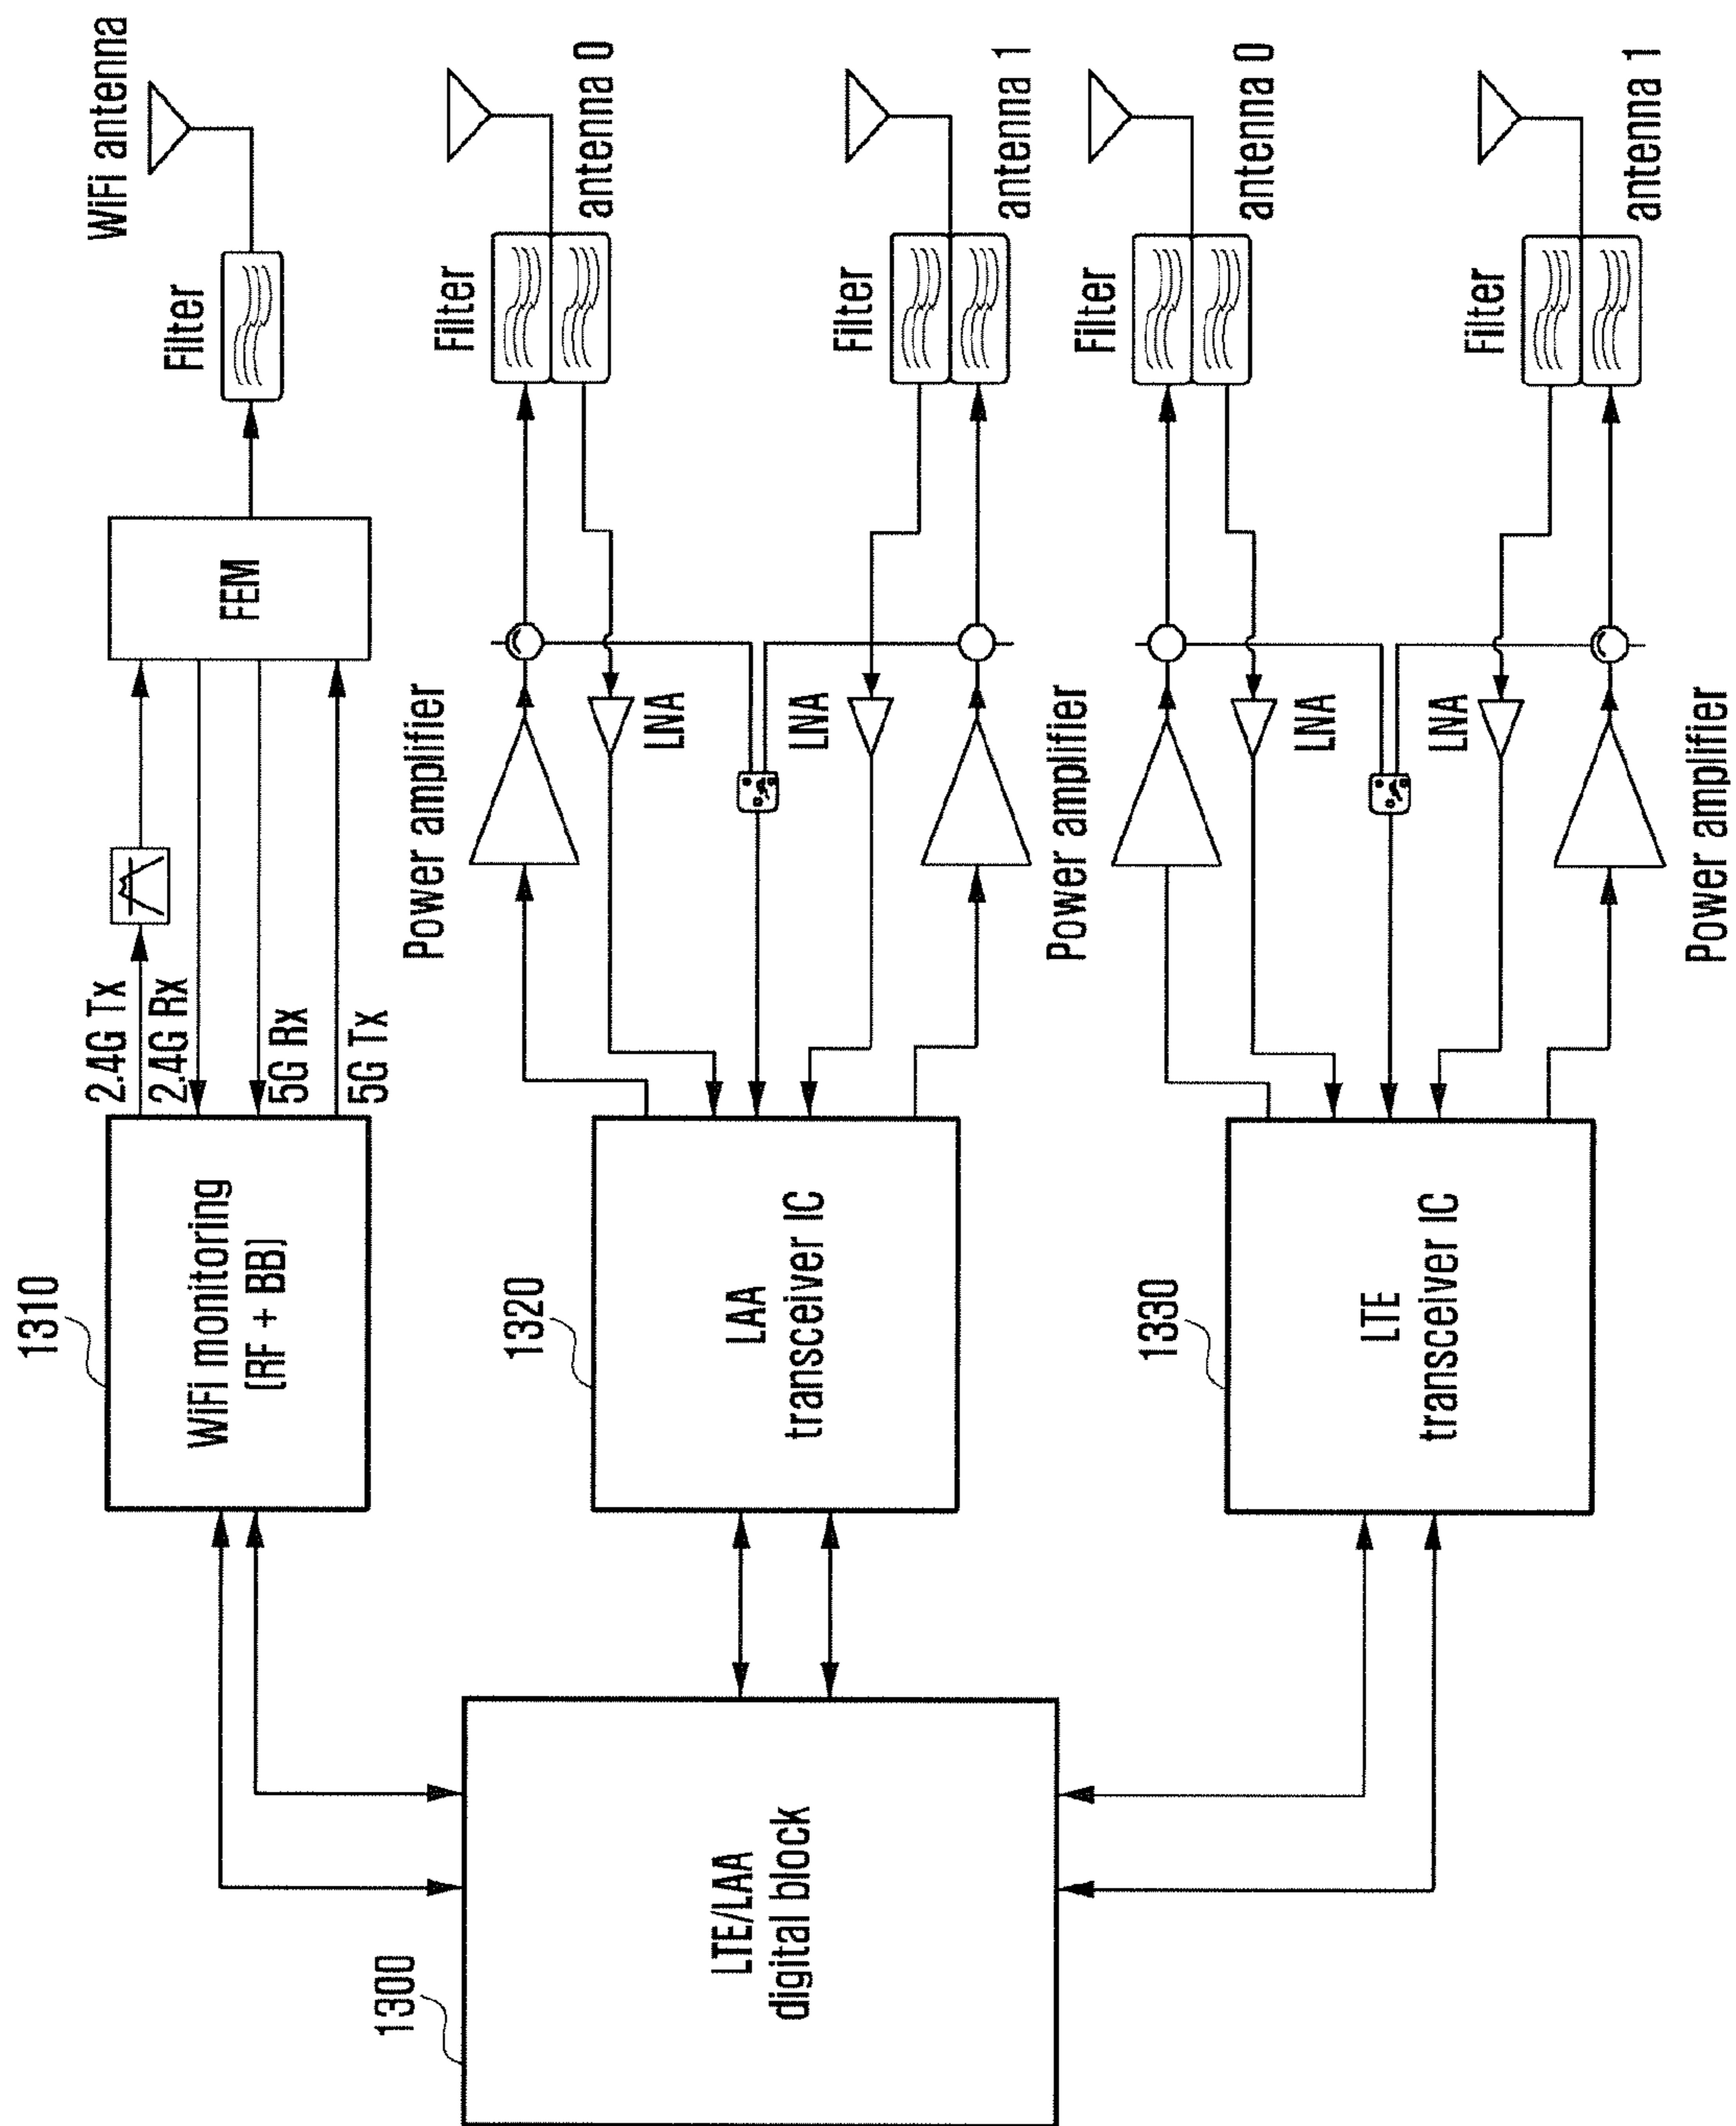 1300
LTE/LAA
digital block
1310
WiFi monitoring
(RF + BB)
2.4G Tx
2.4G Rx
5G Rx
5G Tx
FEM
Filter
WiFi antenna
1320
LAA
transceiver IC
Power amplifier
LNA
LNA
Filter
antenna 0
Filter
antenna 1
Power amplifier
1330
LTE
transceiver IC
LNA
LNA
Power amplifier
Filter
antenna 0
Filter
antenna 1